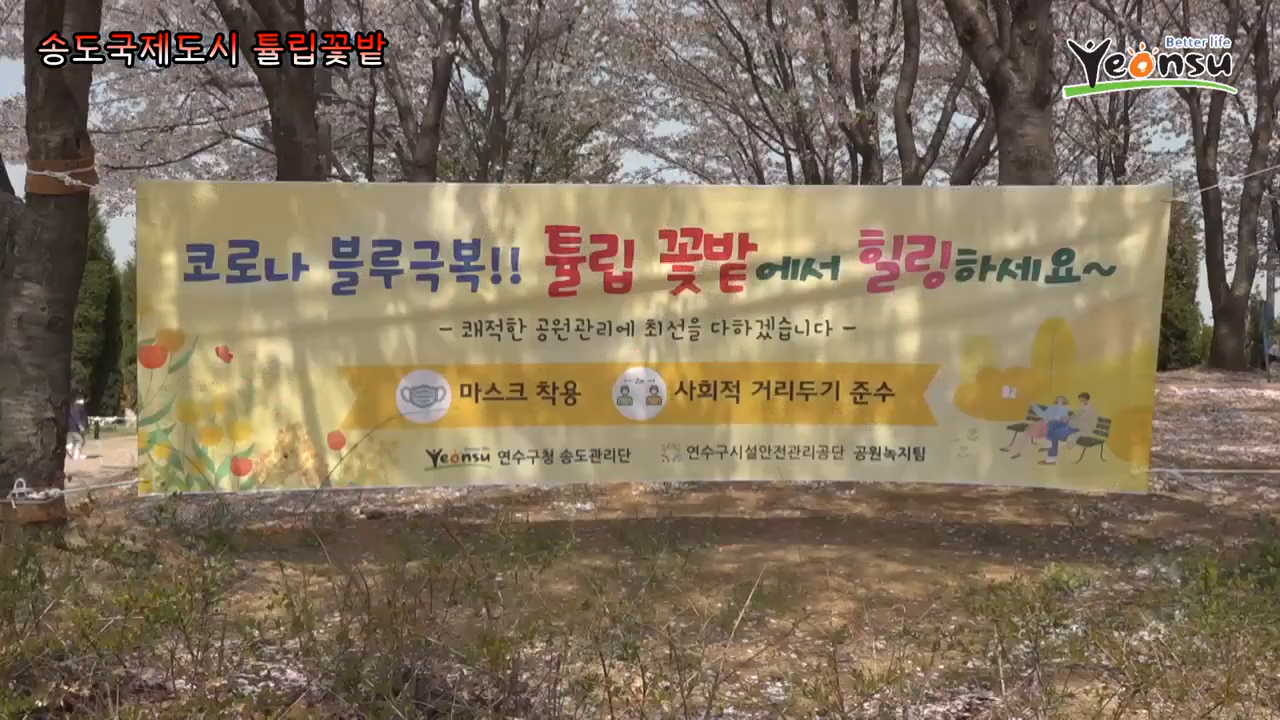 송도국제도시 튤립꽃밭
Better life
Yeonsu
코로나 블루극복!! 튤립 꽃밭에서 힐링하세요~
- 쾌적한 공원관리에 최선을 다하겠습니다 -
마스크 착용 사회적 거리두기 준수
Yeonsu 연수구청 송도관리단 연수구시설안전관리공단 공원녹지팀